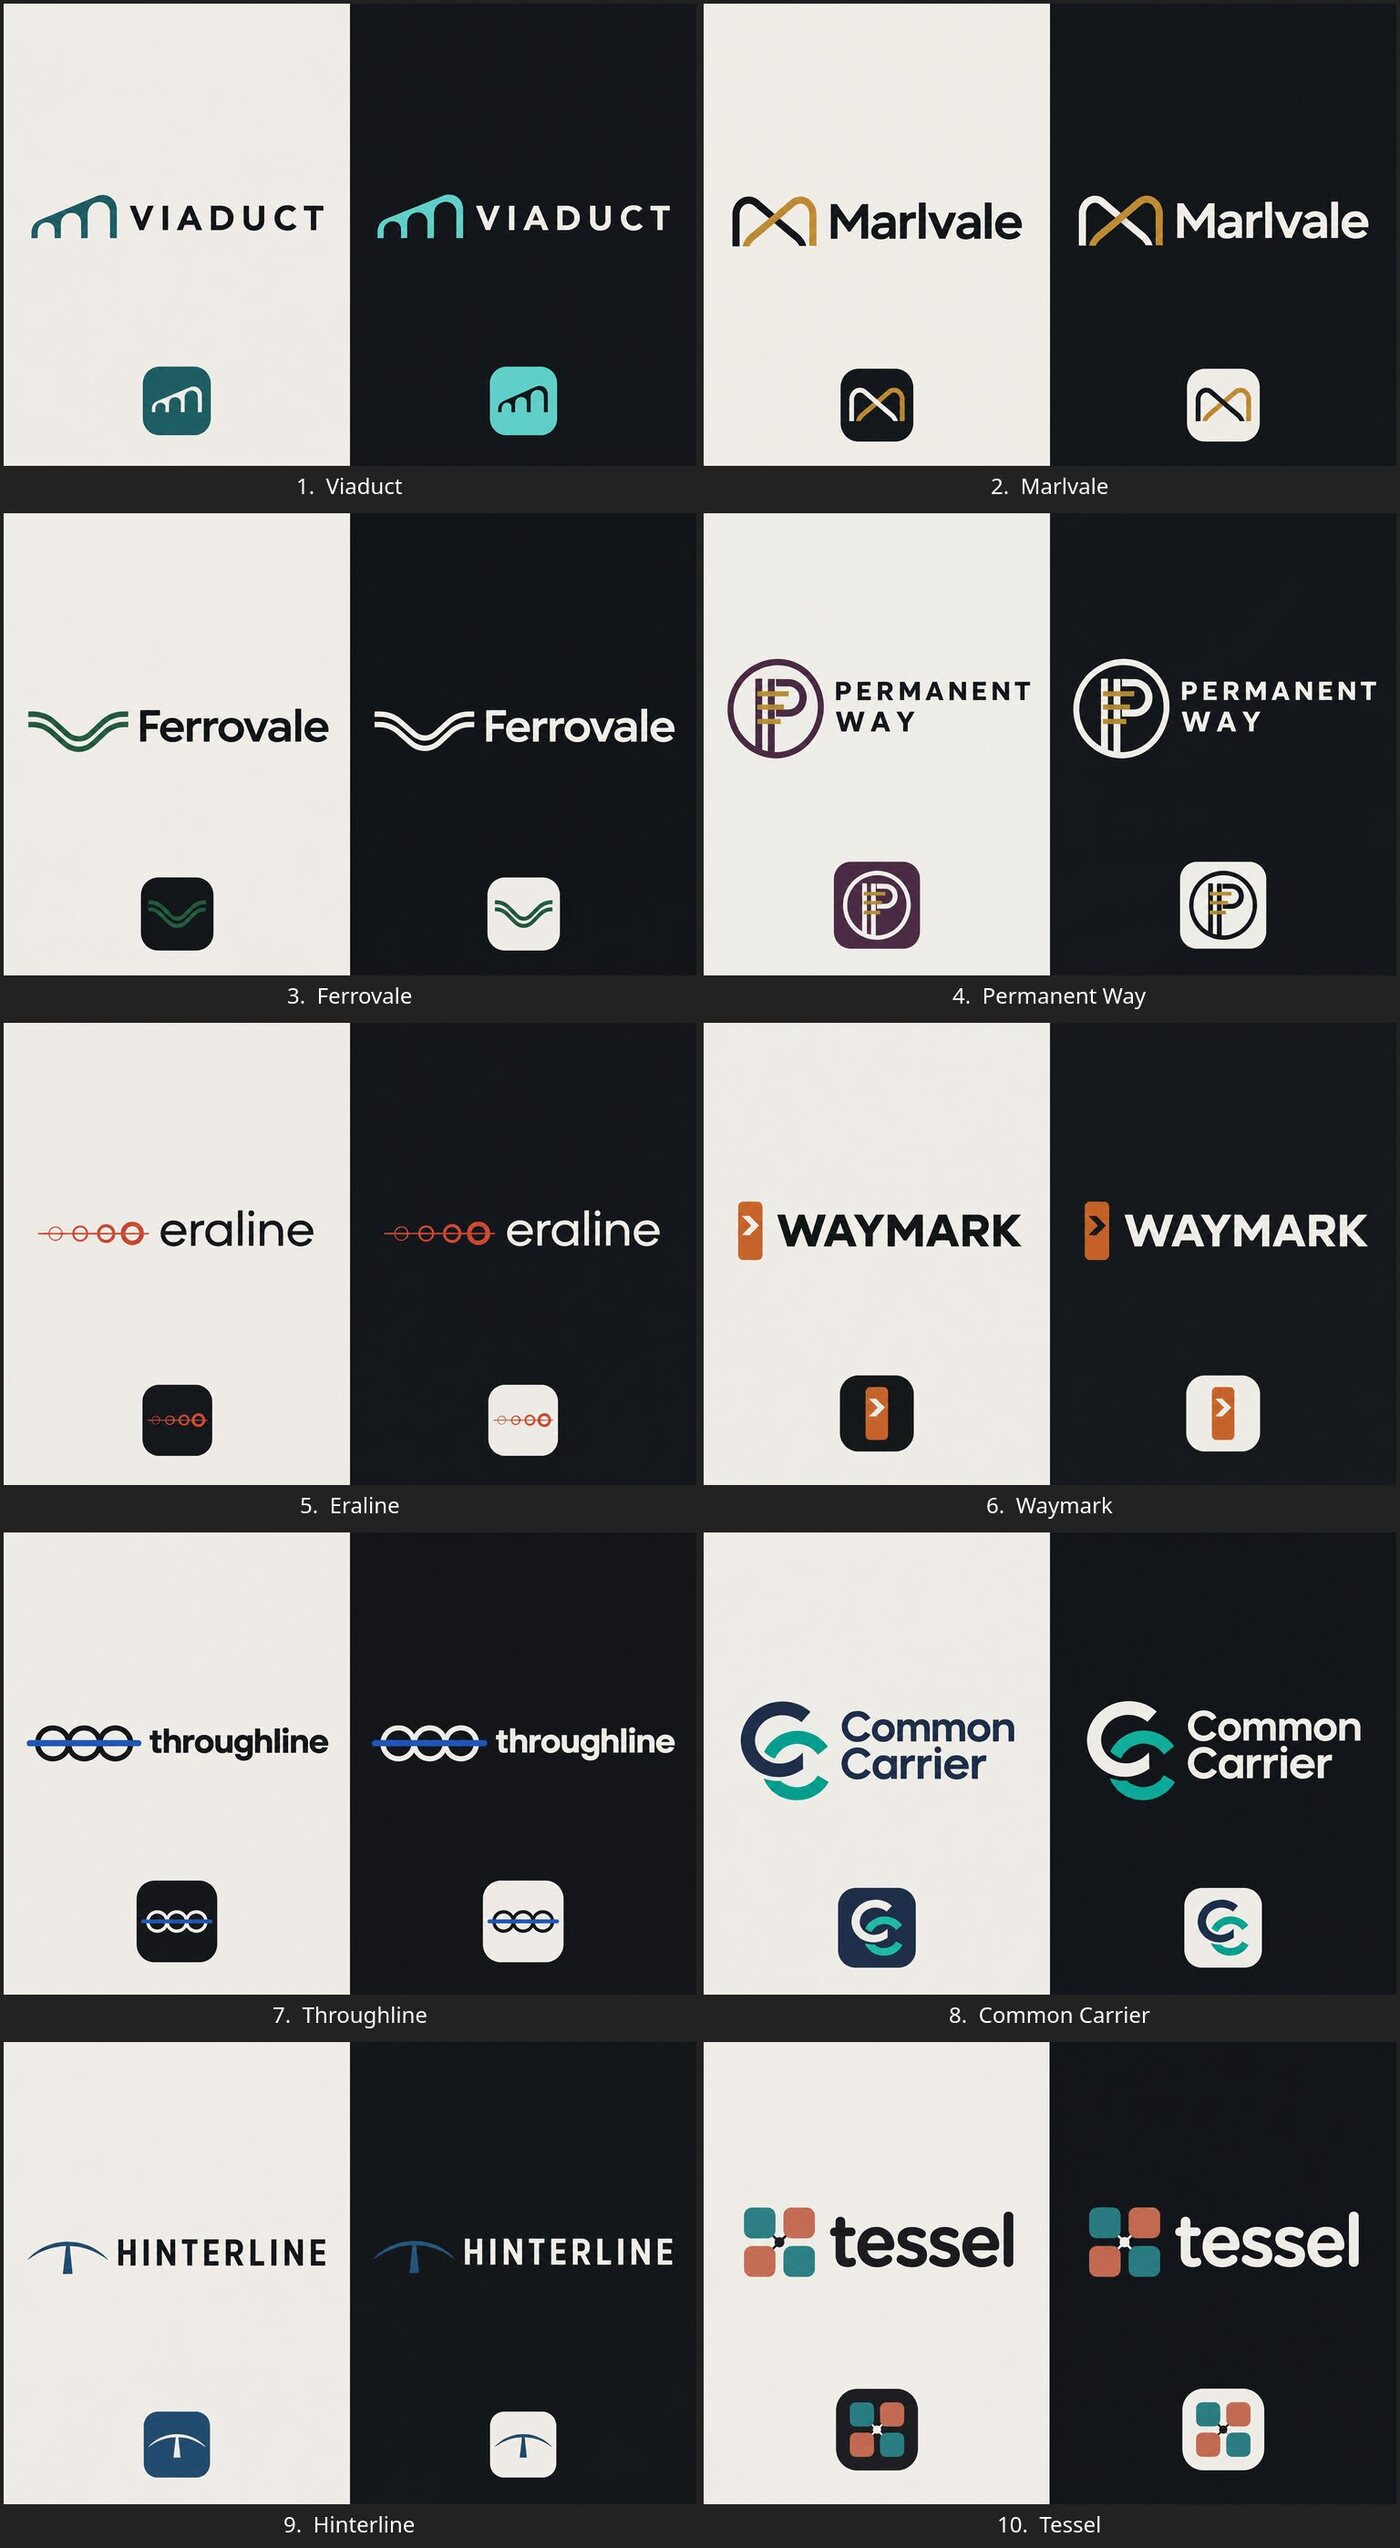 VIADUCT
VIADUCT
Marlvale
Marlvale
1. Viaduct
2. Marlvale
Ferrovale
Ferrovale
PERMANENT
WAY
PERMANENT
WAY
3. Ferrovale
4. Permanent Way
eraline
eraline
WAYMARK
WAYMARK
5. Eraline
6. Waymark
throughline
throughline
Common
Carrier
Common
Carrier
7. Throughline
8. Common Carrier
HINTERLINE
HINTERLINE
tessel
tessel
9. Hinterline
10. Tessel